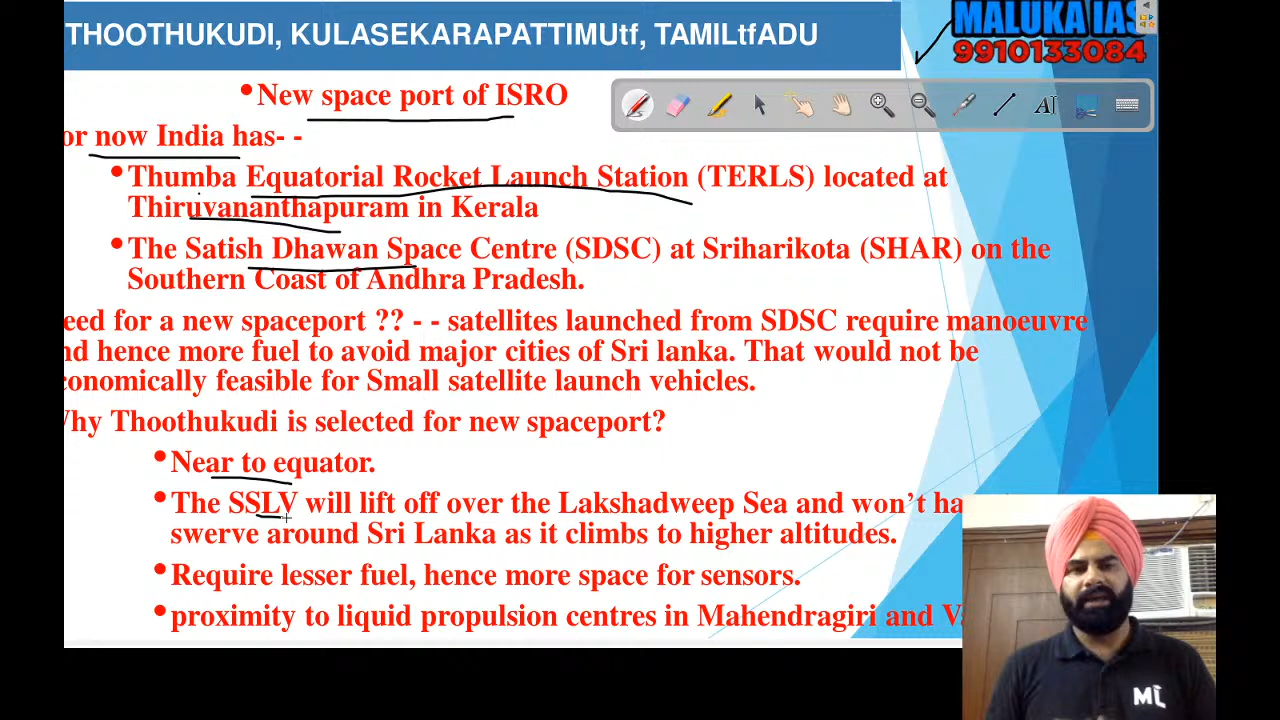 THOOTHUKUDI, KULASEKARAPATTIMUtf, TAMILtfADU
MALUKA IAS
9910133084
•New space port of ISRO
or now India has- -
•Thumba Equatorial Rocket Launch Station (TERLS) located at
Thiruvananthapuram in Kerala
•The Satish Dhawan Space Centre (SDSC) at Sriharikota (SHAR) on the
Southern Coast of Andhra Pradesh.
eed for a new spaceport ?? - - satellites launched from SDSC require manoeuvre
nd hence more fuel to avoid major cities of Sri lanka. That would not be
conomically feasible for Small satellite launch vehicles.
hy Thoothukudi is selected for new spaceport?
•Near to equator.
•The SSLV will lift off over the Lakshadweep Sea and won’t ha
swerve around Sri Lanka as it climbs to higher altitudes.
•Require lesser fuel, hence more space for sensors.
•proximity to liquid propulsion centres in Mahendragiri and V
ML